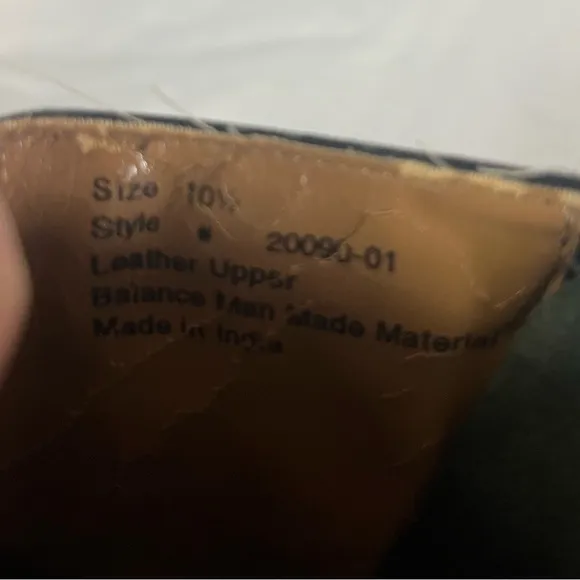 Size 10½
Style # 20090-01
Leather Upper
Balance Man Made Material
Made in India